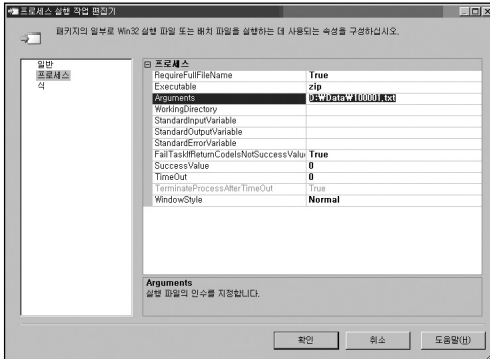 프로세스 실행 작업 편집기
패키지의 일부로 Win32 실행 파일 또는 배치 파일을 실행하는 데 사용되는 속성을 구성하십시오.
일반
프로세스
식
프로세스
RequireFullFileName True
Executable zip
Arguments D:₩Data₩100001.txt
WorkingDirectory
StandardInputVariable
StandardOutputVariable
StandardErrorVariable
FailTaskIfReturnCodeIsNotSuccessValu True
SuccessValue 0
TimeOut 0
TerminateProcessAfterTimeOut True
WindowStyle Normal
Arguments
실행 파일의 인수를 지정합니다.
확인 취소 도움말(H)